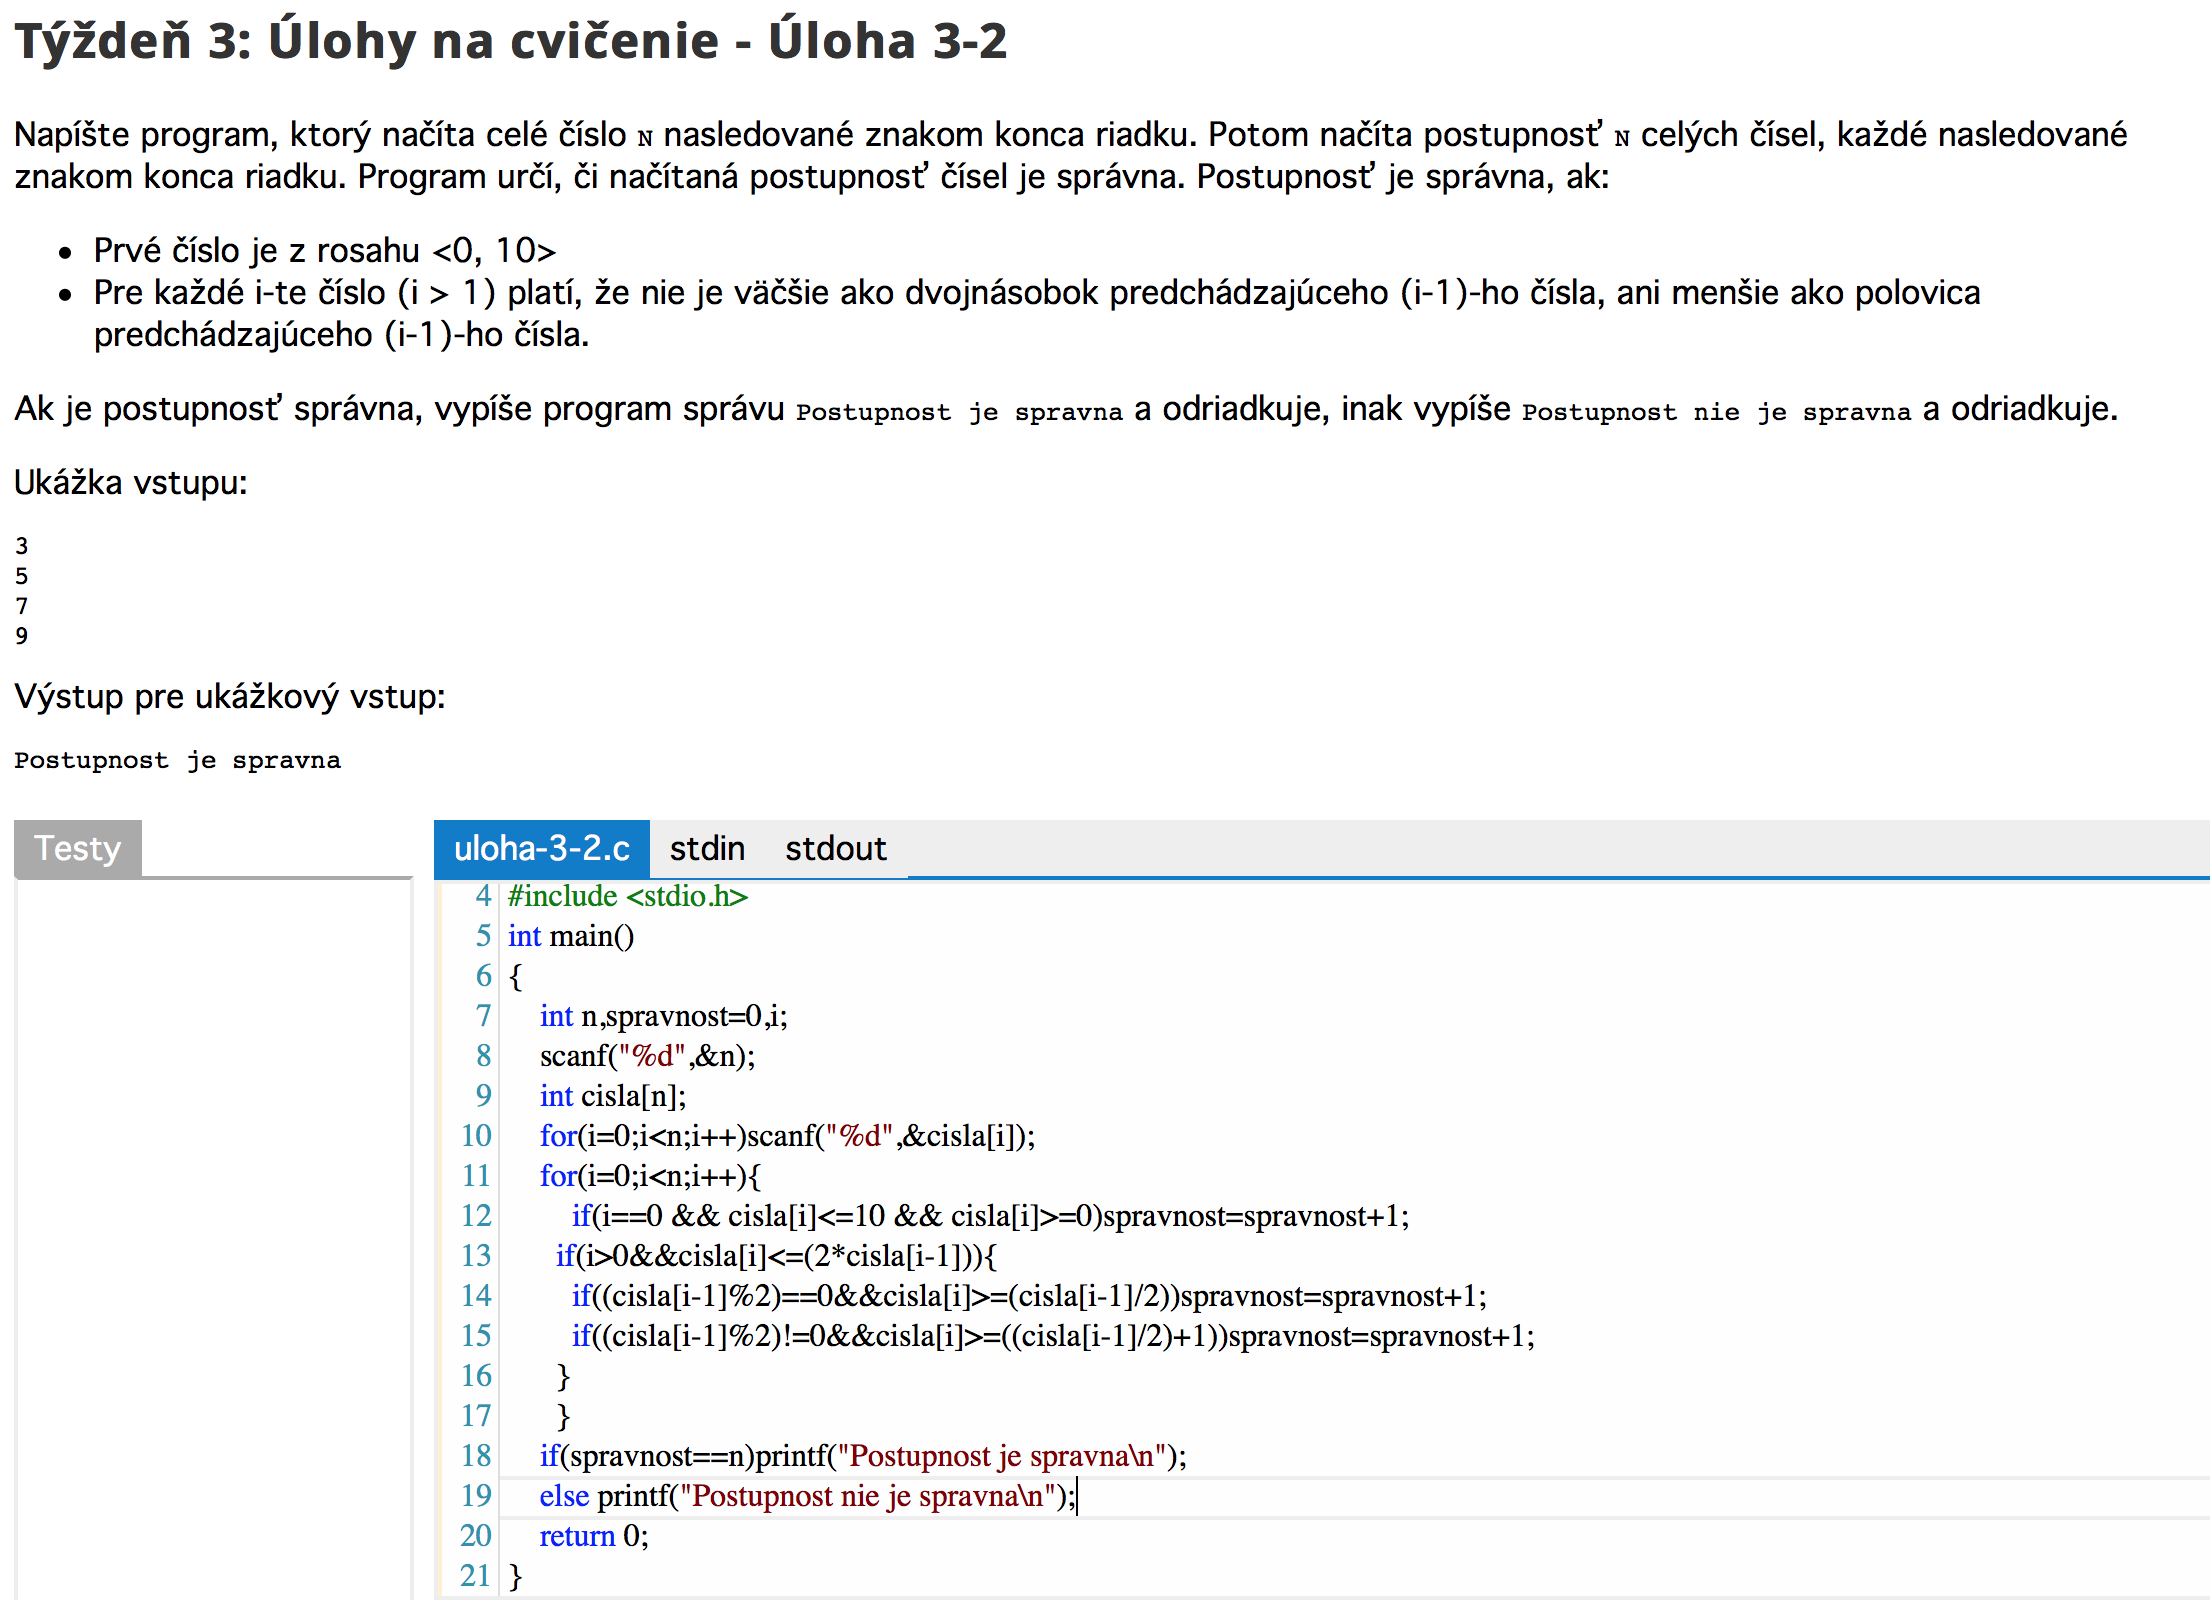 Týždeň 3: Úlohy na cvičenie - Úloha 3-2
Napíšte program, ktorý načíta celé číslo N nasledované znakom konca riadku. Potom načíta postupnosť N celých čísel, každé nasledované
znakom konca riadku. Program určí, či načítaná postupnosť čísel je správna. Postupnosť je správna, ak:
• Prvé číslo je z rosahu <0, 10>
• Pre každé i-te číslo (i > 1) platí, že nie je väčšie ako dvojnásobok predchádzajúceho (i-1)-ho čísla, ani menšie ako polovica
predchádzajúceho (i-1)-ho čísla.
Ak je postupnosť správna, vypíše program správu Postupnost je spravna a odriadkuje, inak vypíše Postupnost nie je spravna a odriadkuje.
Ukážka vstupu:
3
5
7
9
Výstup pre ukážkový vstup:
Postupnost je spravna
Testy
uloha-3-2.c stdin stdout
4 #include <stdio.h>
5 int main()
6 {
7 int n,spravnost=0,i;
8 scanf("%d",&n);
9 int cisla[n];
10 for(i=0;i<n;i++)scanf("%d",&cisla[i]);
11 for(i=0;i<n;i++){
12 if(i==0 && cisla[i]<=10 && cisla[i]>=0)spravnost=spravnost+1;
13 if(i>0&&cisla[i]<=(2*cisla[i-1])){
14 if((cisla[i-1]%2)==0&&cisla[i]>=(cisla[i-1]/2))spravnost=spravnost+1;
15 if((cisla[i-1]%2)!=0&&cisla[i]>=((cisla[i-1]/2)+1))spravnost=spravnost+1;
16 }
17 }
18 if(spravnost==n)printf("Postupnost je spravna\n");
19 else printf("Postupnost nie je spravna\n");
20 return 0;
21 }